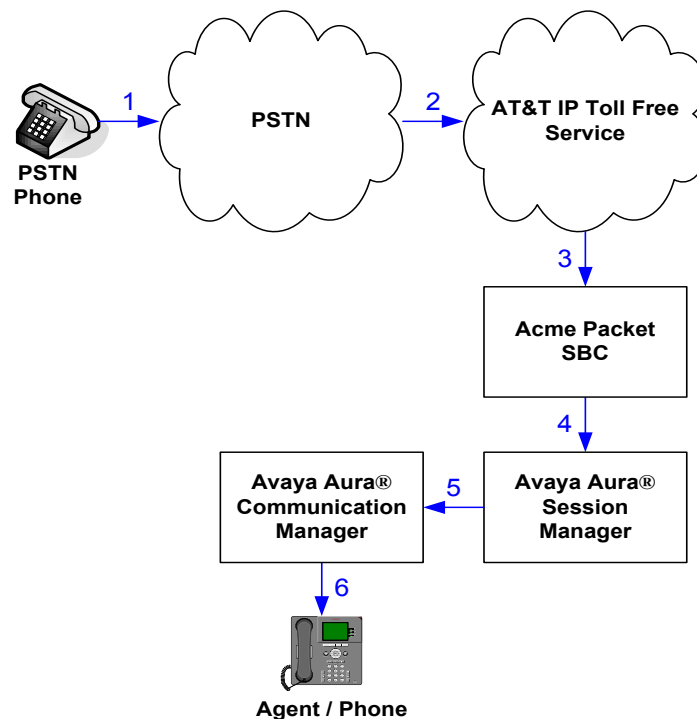 1
PSTN
Phone
PSTN
2
AT&T IP Toll Free
Service
3
Acme Packet
SBC
4
Avaya Aura®
Session
Manager
5
Avaya Aura®
Communication
Manager
6
Agent / Phone